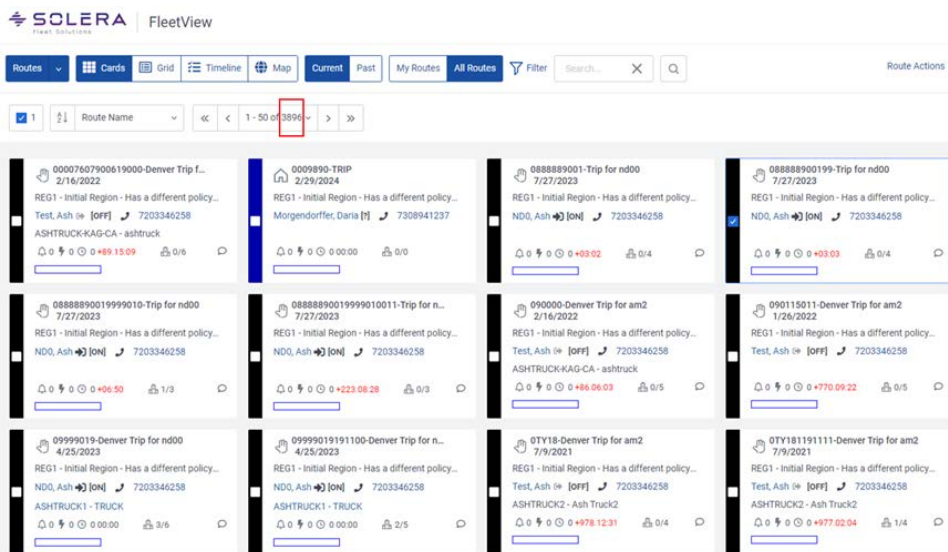 SOLERA FleetView
Fleet Solutions
Routes Cards Grid Timeline Map Current Past My Routes All Routes Filter Search... Route Actions
1 Route Name 1 - 50 of 3896
00007607900619000-Denver Trip f...
2/16/2022
REG1 - Initial Region - Has a different policy...
Test, Ash [OFF] 7203346258
ASHTRUCK-KAG-CA - ashtruck
0 0 0 +89.15:09 0/6
0009890-TRIP
2/29/2024
REG1 - Initial Region - Has a different policy...
Morgendorffer, Daria [?] 7308941237
0 0 0 00:00 0/0
0888889001-Trip for nd00
7/27/2023
REG1 - Initial Region - Has a different policy...
ND0, Ash [ON] 7203346258
0 0 0 +03:02 0/4
088888900199-Trip for nd00
7/27/2023
REG1 - Initial Region - Has a different policy...
ND0, Ash [ON] 7203346258
0 0 0 +03:03 0/4
08888890019999010-Trip for nd00
7/27/2023
REG1 - Initial Region - Has a different policy...
ND0, Ash [ON] 7203346258
0 0 0 +06:50 1/3
08888890019999010011-Trip for n...
7/27/2023
REG1 - Initial Region - Has a different policy...
ND0, Ash [ON] 7203346258
0 0 0 +223.08:28 0/3
090000-Denver Trip for am2
2/16/2022
REG1 - Initial Region - Has a different policy...
Test, Ash [OFF] 7203346258
ASHTRUCK-KAG-CA - ashtruck
0 0 0 +86.06:03 0/5
090115011-Denver Trip for am2
1/26/2022
REG1 - Initial Region - Has a different policy...
Test, Ash [OFF] 7203346258
0 0 0 +770.09:22 0/5
09999019-Denver Trip for nd00
4/25/2023
REG1 - Initial Region - Has a different policy...
ND0, Ash [ON] 7203346258
ASHTRUCK1 - TRUCK
0 0 0 00:00 3/6
09999019191100-Denver Trip for n...
4/25/2023
REG1 - Initial Region - Has a different policy...
ND0, Ash [ON] 7203346258
ASHTRUCK1 - TRUCK
0 0 0 00:00 2/5
0TY18-Denver Trip for am2
7/9/2021
REG1 - Initial Region - Has a different policy...
Test, Ash [OFF] 7203346258
ASHTRUCK2 - Ash Truck2
0 0 0 +978.12:31 0/4
0TY181191111-Denver Trip for am2
7/9/2021
REG1 - Initial Region - Has a different policy...
Test, Ash [OFF] 7203346258
ASHTRUCK2 - Ash Truck2
0 0 0 +977.02:04 1/4